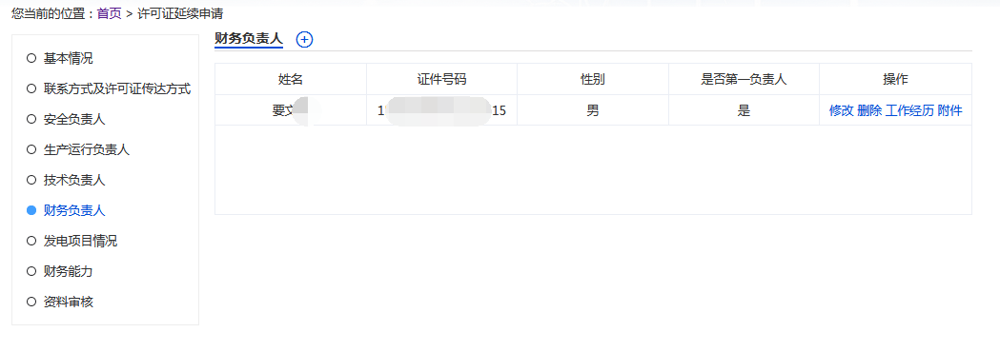 您当前的位置：首页 > 许可证延续申请
基本情况
联系方式及许可证传达方式
安全负责人
生产运行负责人
技术负责人
财务负责人
发电项目情况
财务能力
资料审核
财务负责人
姓名 证件号码 性别 是否第一负责人 操作
要文 1 15 男 是 修改 删除 工作经历 附件